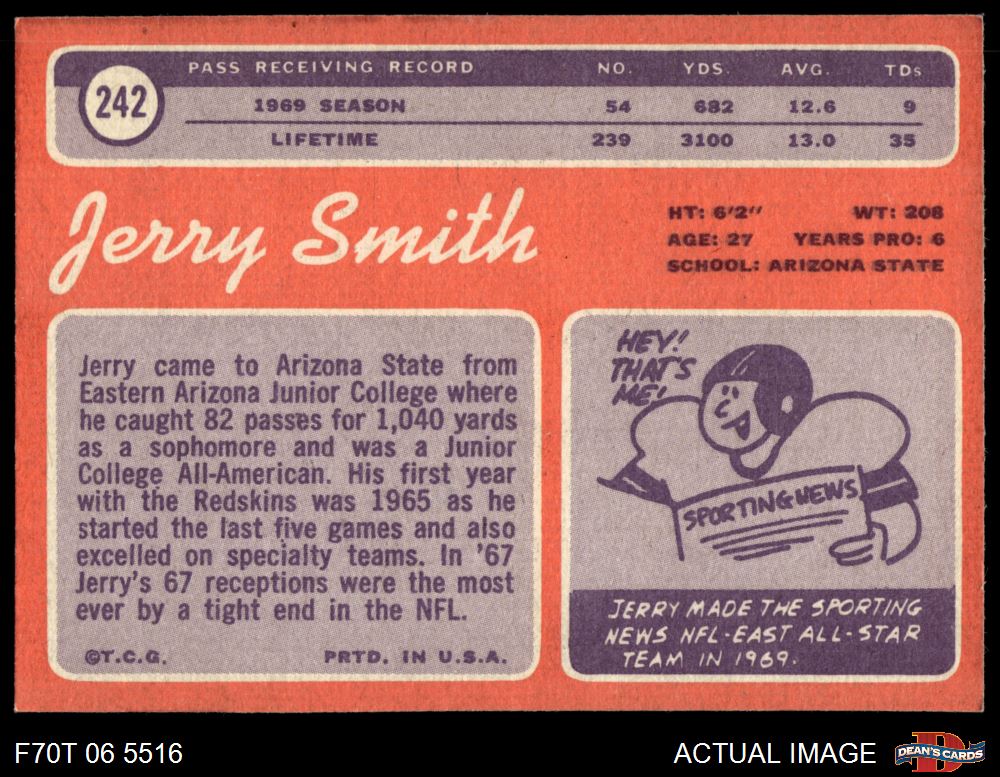 242
PASS RECEIVING RECORD NO. YDS. AVG. TDs
1969 SEASON 54 682 12.6 9
LIFETIME 239 3100 13.0 35
Jerry Smith
HT: 6'2" WT: 208
AGE: 27 YEARS PRO: 6
SCHOOL: ARIZONA STATE
Jerry came to Arizona State from
Eastern Arizona Junior College where
he caught 82 passes for 1,040 yards
as a sophomore and was a Junior
College All-American. His first year
with the Redskins was 1965 as he
started the last five games and also
excelled on specialty teams. In '67
Jerry's 67 receptions were the most
ever by a tight end in the NFL.
©T.C.G. PRTD. IN U.S.A.
HEY!
THAT'S
ME!
SPORTING NEWS
JERRY MADE THE SPORTING
NEWS NFL-EAST ALL-STAR
TEAM IN 1969.
F70T 06 5516 ACTUAL IMAGE
D
DEAN'S CARDS